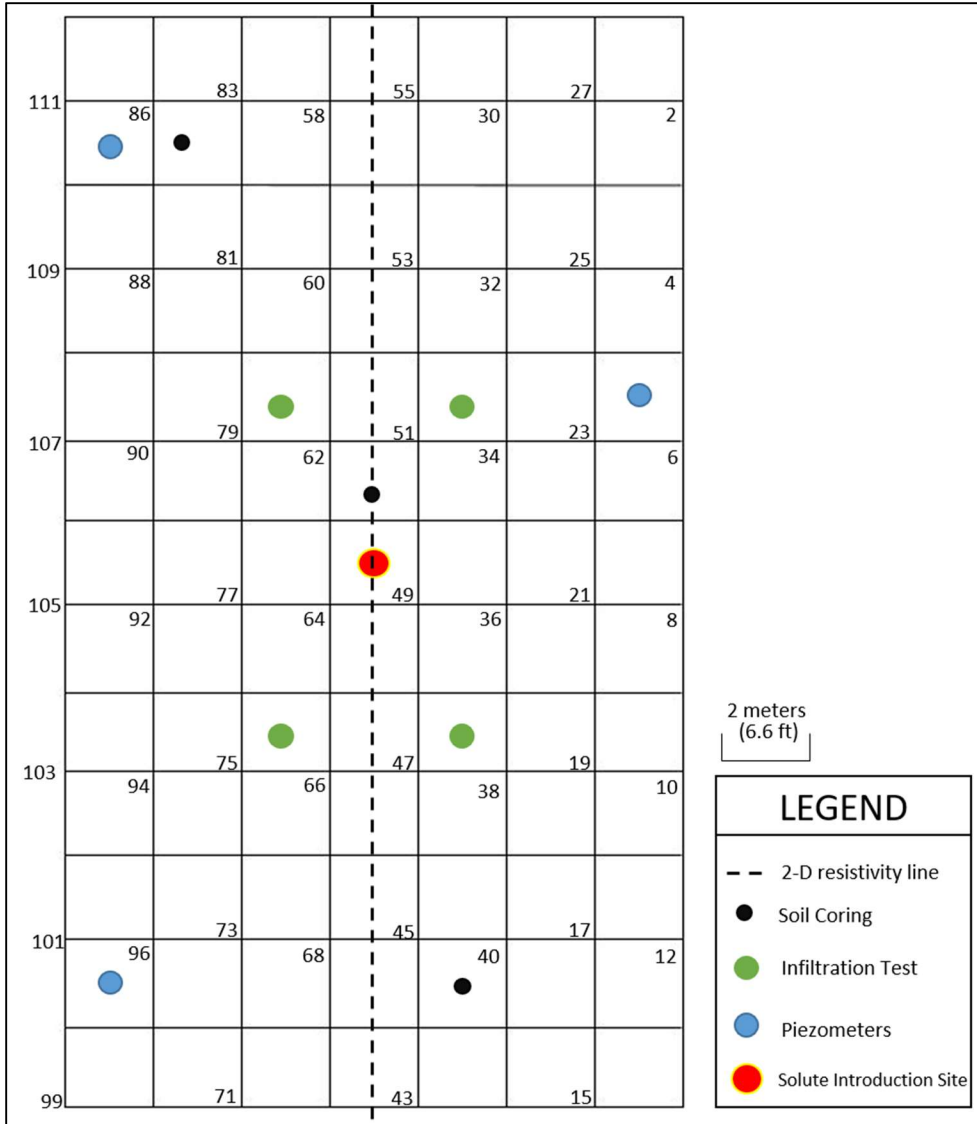 83 55 27
111 86 58 30 2
81 53 25
109 88 60 32 4
79 51 23
107 90 62 34 6
77 49 21
105 92 64 36 8
2 meters
(6.6 ft)
75 47 19
103 94 66 38 10
LEGEND
2-D resistivity line
Soil Coring
73 45 17
101 96 68 40 12
Infiltration Test
Piezometers
Solute Introduction Site
99 71 43 15